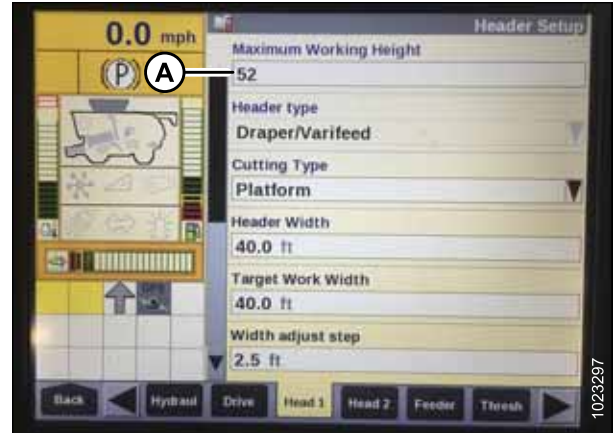 0.0 mph
Header Setup
(P)
A
Maximum Working Height
52
Header type
Draper/Varifeed
Cutting Type
Platform
Header Width
40.0 ft
Target Work Width
40.0 ft
Width adjust step
2.5 ft
Back
Hydraul
Drive
Head 1
Head 2
Feeder
Thresh
1023297